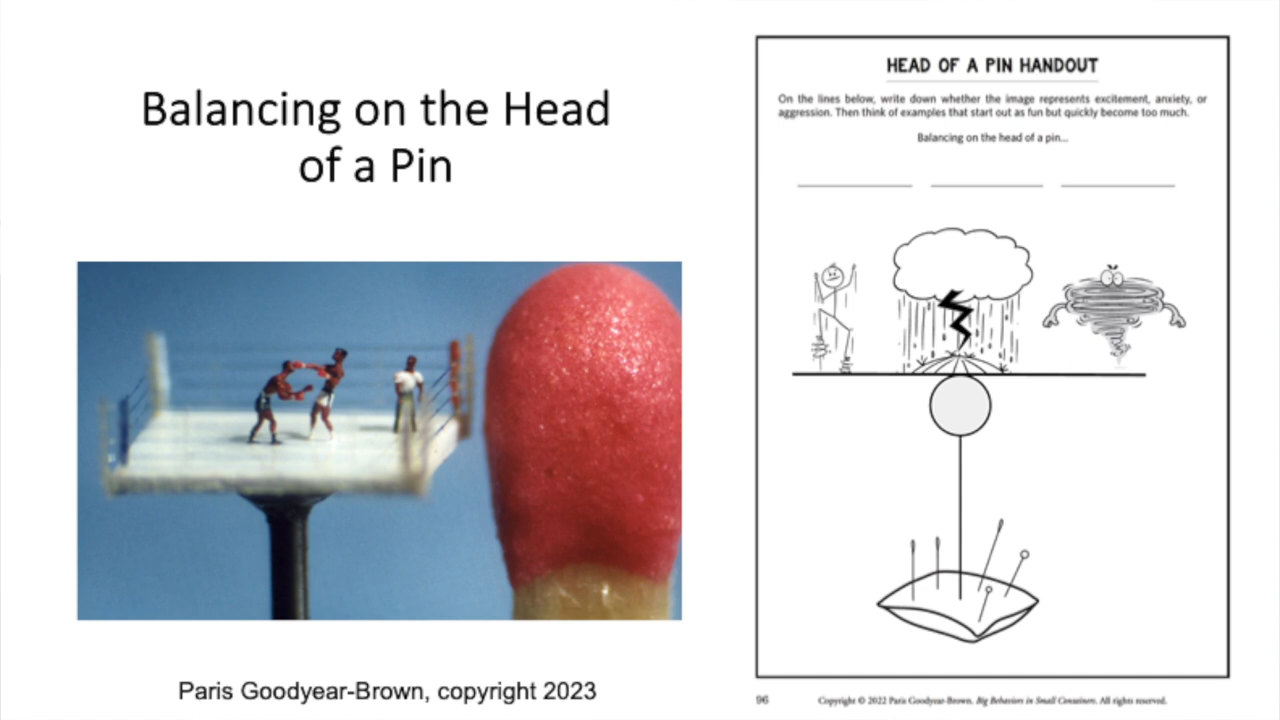 Balancing on the Head
of a Pin
Paris Goodyear-Brown, copyright 2023
HEAD OF A PIN HANDOUT
On the lines below, write down whether the image represents excitement, anxiety, or
aggression. Then think of examples that start out as fun but quickly become too much.
Balancing on the head of a pin...
96
Copyright © 2022 Paris Goodyear-Brown. Big Behaviors in Small Containers. All rights reserved.